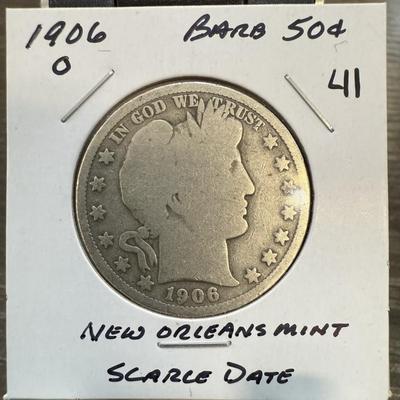 1906 BARB 50¢
O
41
IN GOD WE TRUST
1906
NEW ORLEANS MINT
SCARCE DATE